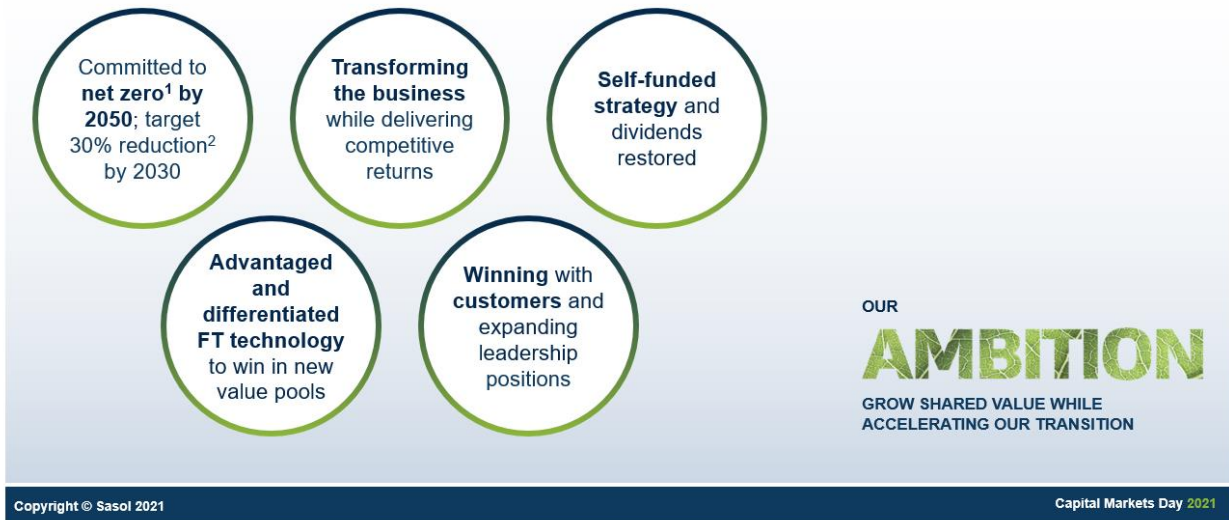 Committed to
net zero¹ by
2050; target
30% reduction²
by 2030
Transforming
the business
while delivering
competitive
returns
Self-funded
strategy and
dividends
restored
Advantaged
and
differentiated
FT technology
to win in new
value pools
Winning with
customers and
expanding
leadership
positions
OUR
AMBITION
GROW SHARED VALUE WHILE
ACCELERATING OUR TRANSITION
Copyright © Sasol 2021
Capital Markets Day 2021